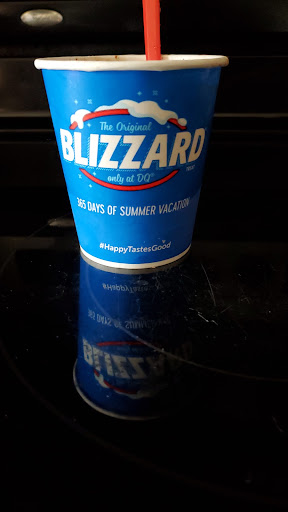 The Original
BLIZZARD
only at DQ®
365 DAYS OF SUMMER VACATION
#HappyTastesGood